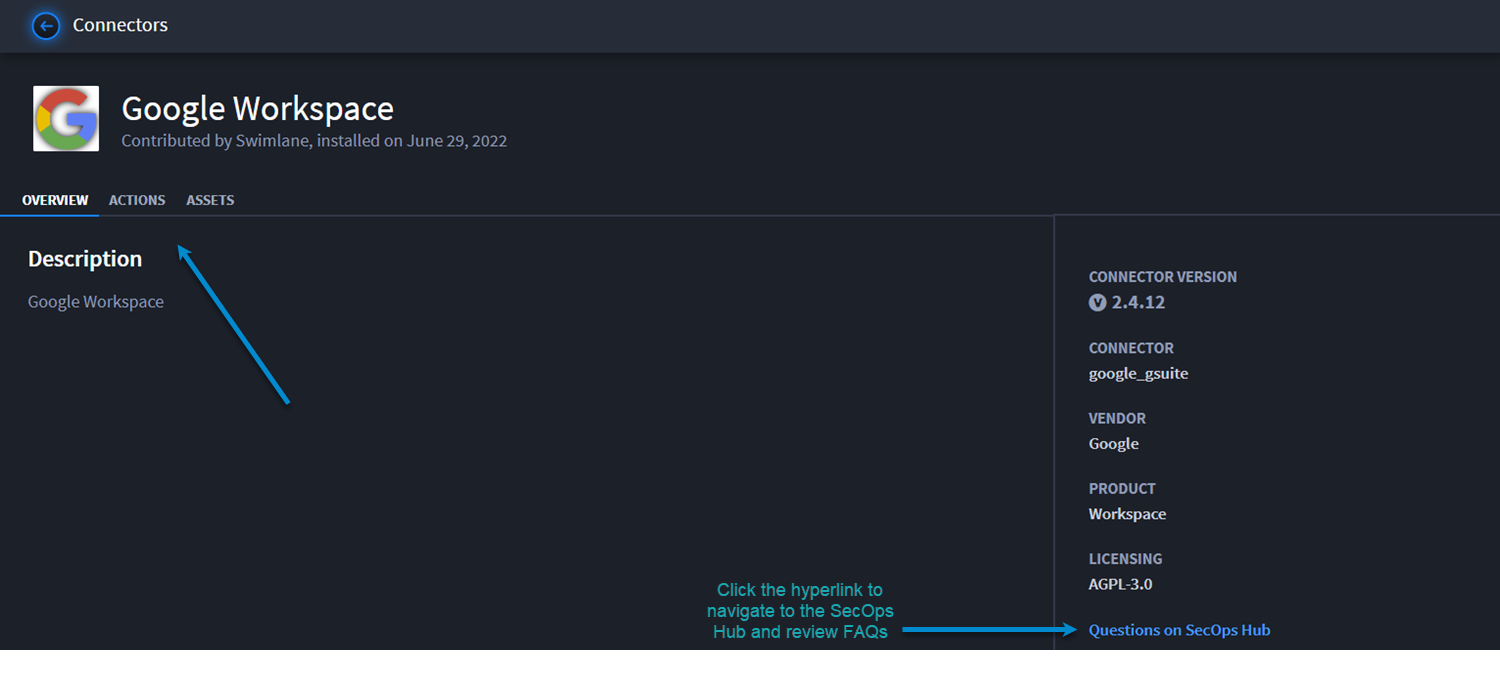 Connectors
Google Workspace
Contributed by Swimlane, installed on June 29, 2022
OVERVIEW ACTIONS ASSETS
Description
Google Workspace
CONNECTOR VERSION
V 2.4.12
CONNECTOR
google_gsuite
VENDOR
Google
PRODUCT
Workspace
LICENSING
AGPL-3.0
Click the hyperlink to
navigate to the SecOps
Hub and review FAQs
Questions on SecOps Hub